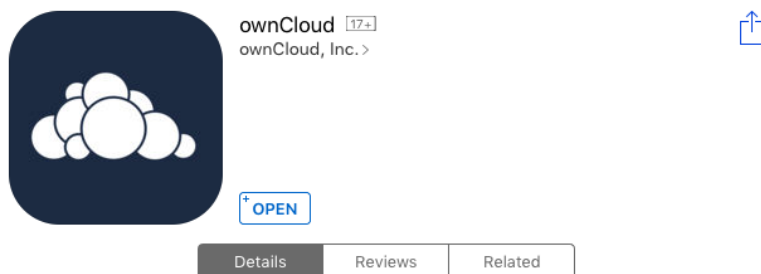 ownCloud 17+
ownCloud, Inc. >
+ OPEN
Details Reviews Related